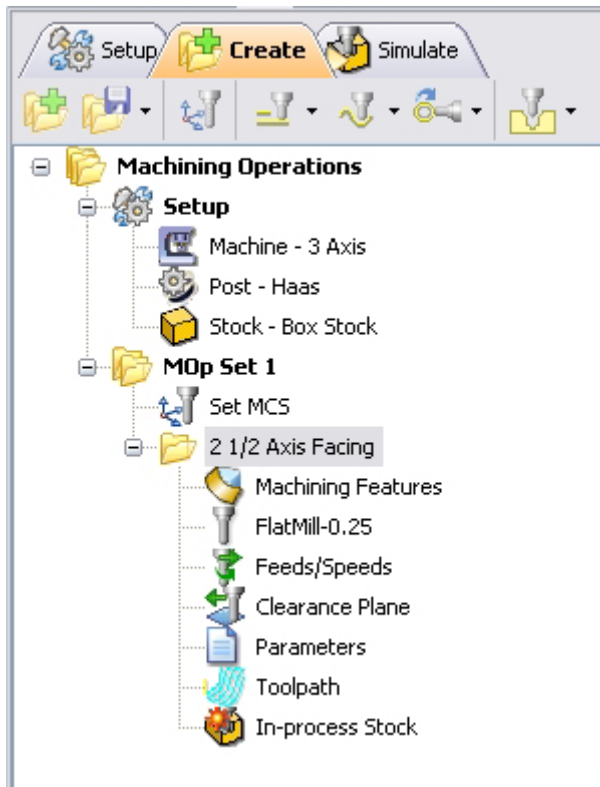 Setup Create Simulate
Machining Operations
Setup
Machine - 3 Axis
Post - Haas
Stock - Box Stock
MOp Set 1
Set MCS
2 1/2 Axis Facing
Machining Features
FlatMill-0.25
Feeds/Speeds
Clearance Plane
Parameters
Toolpath
In-process Stock